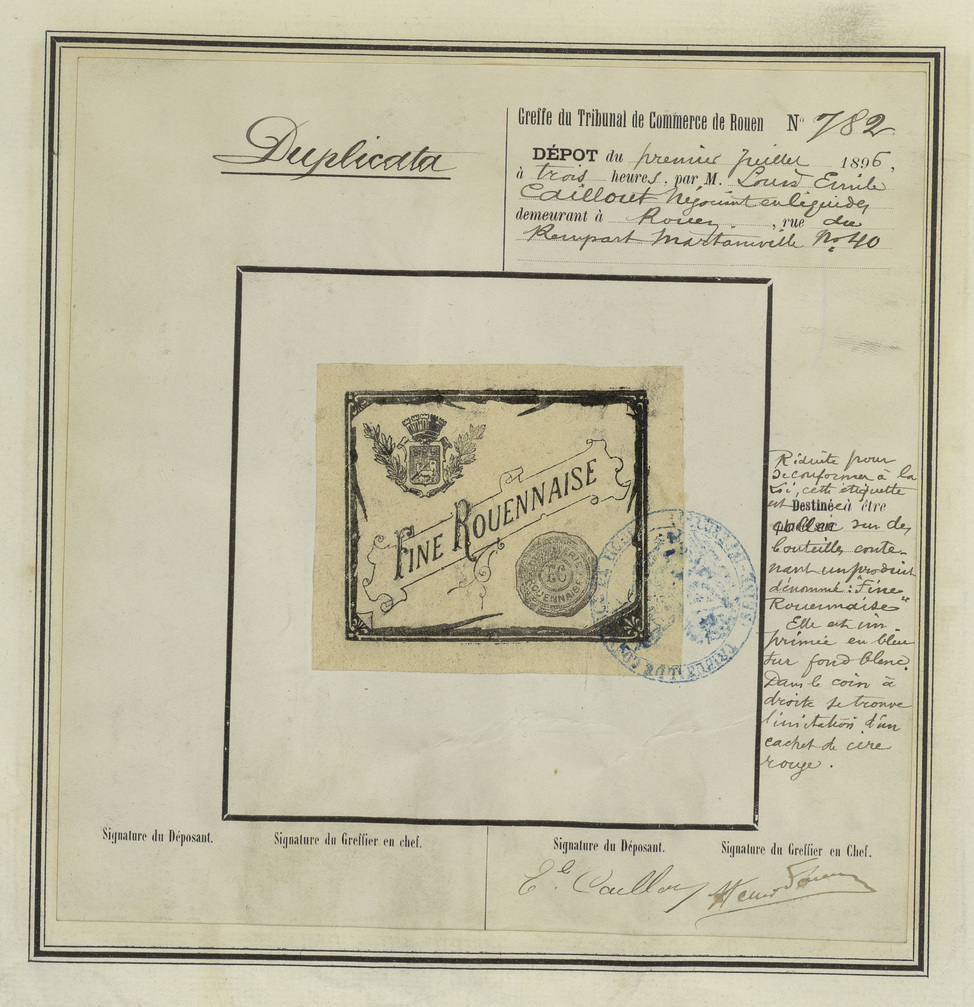 Duplicata
Greffe du Tribunal de Commerce de Rouen N° 782
DÉPOT du premier Juillet 1896,
à trois heures, par M. Louis Emile
Caillout Négociant en liquides
demeurant à Rouen, rue du
Rempart Martainville No 40
FINE ROUENNAISE
EC
ROUENNAISE
Réduite pour
se conformer à la
Loi, cette étiquette
est Destinée à être
sur des
bouteilles conte-
nant un produit
dénommé: "Fine
Rouennaise"
Elle est im
primée en bleu
sur fond blanc.
Dans le coin à
droite se trouve
l'imitation d'un
cachet de cire
rouge.
Signature du Déposant.
Signature du Greffier en chef.
Signature du Déposant.
Signature du Greffier en Chef.